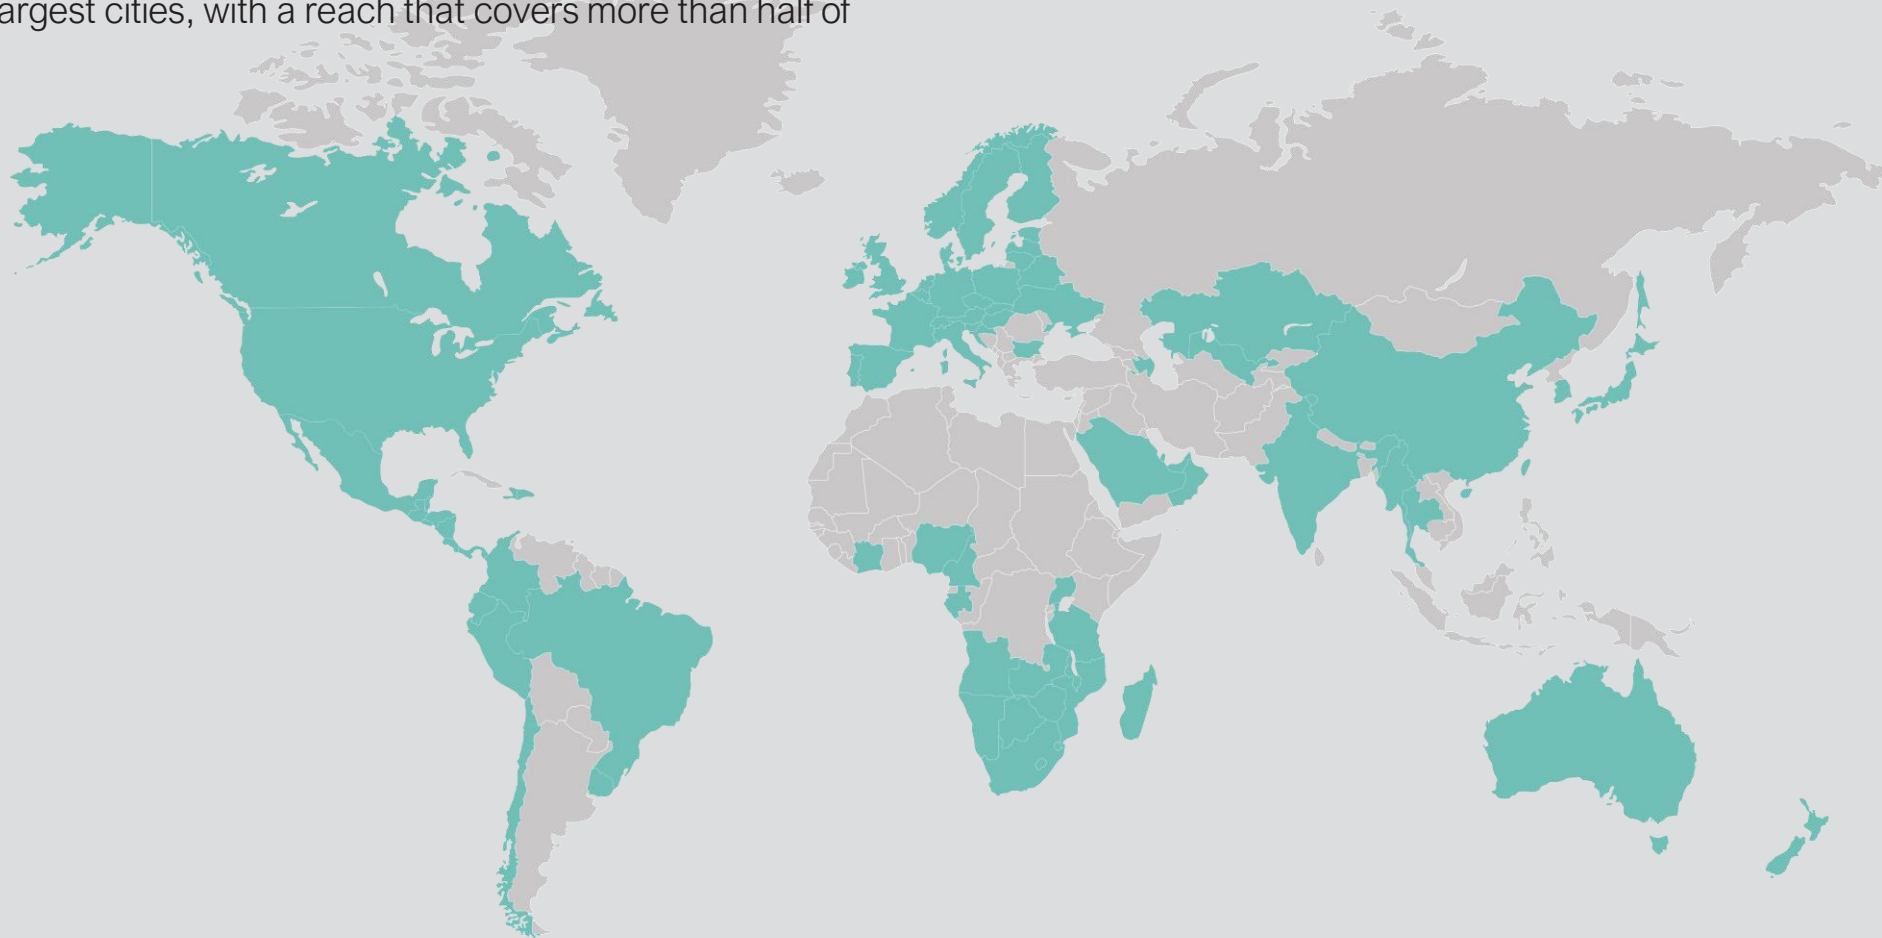 argest cities, with a reach that covers more than half of